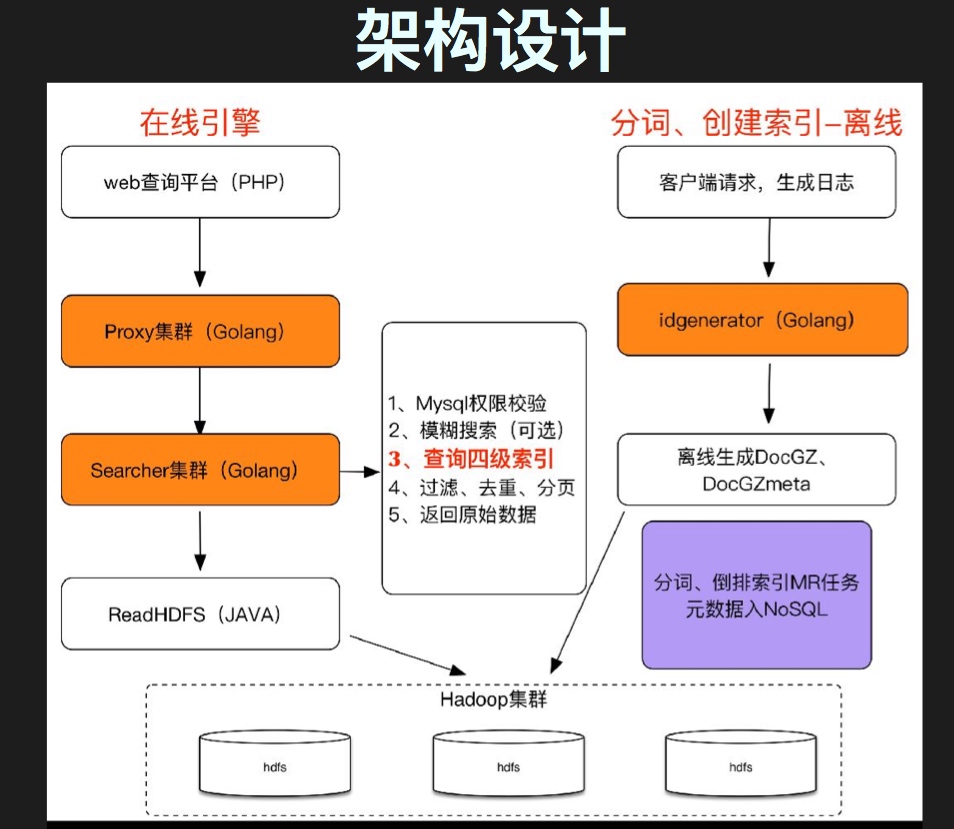 架构设计
在线引擎
web查询平台（PHP）
Proxy集群（Golang）
Searcher集群（Golang）
ReadHDFS（JAVA）
1、Mysql权限校验
2、模糊搜索（可选）
3、查询四级索引
4、过滤、去重、分页
5、返回原始数据
分词、创建索引–离线
客户端请求，生成日志
idgenerator（Golang）
离线生成DocGZ、
DocGZmeta
分词、倒排索引MR任务
元数据入NoSQL
Hadoop集群
hdfs
hdfs
hdfs